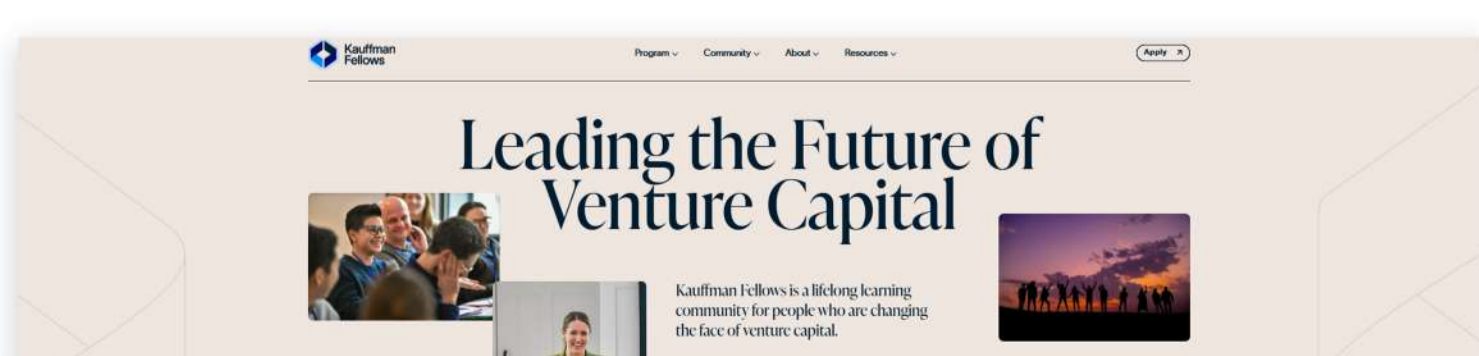 Kauffman
Fellows
Program
Community
About
Resources
Apply
Leading the Future of
Venture Capital
Kauffman Fellows is a lifelong learning
community for people who are changing
the face of venture capital.